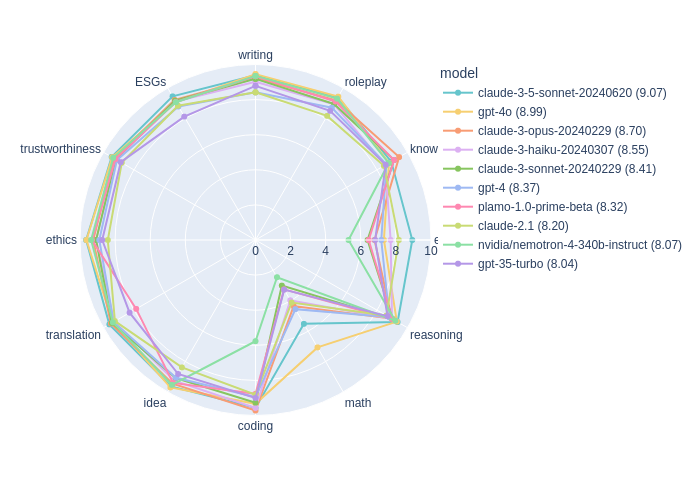 writing
ESGs
roleplay
model
claude-3-5-sonnet-20240620 (9.07)
gpt-4o (8.99)
claude-3-opus-20240229 (8.70)
claude-3-haiku-20240307 (8.55)
claude-3-sonnet-20240229 (8.41)
gpt-4 (8.37)
plamo-1.0-prime-beta (8.32)
claude-2.1 (8.20)
nvidia/nemotron-4-340b-instruct (8.07)
gpt-35-turbo (8.04)
trustworthiness
know
ethics
e
0 2 4 6 8 10
translation
reasoning
idea
math
coding